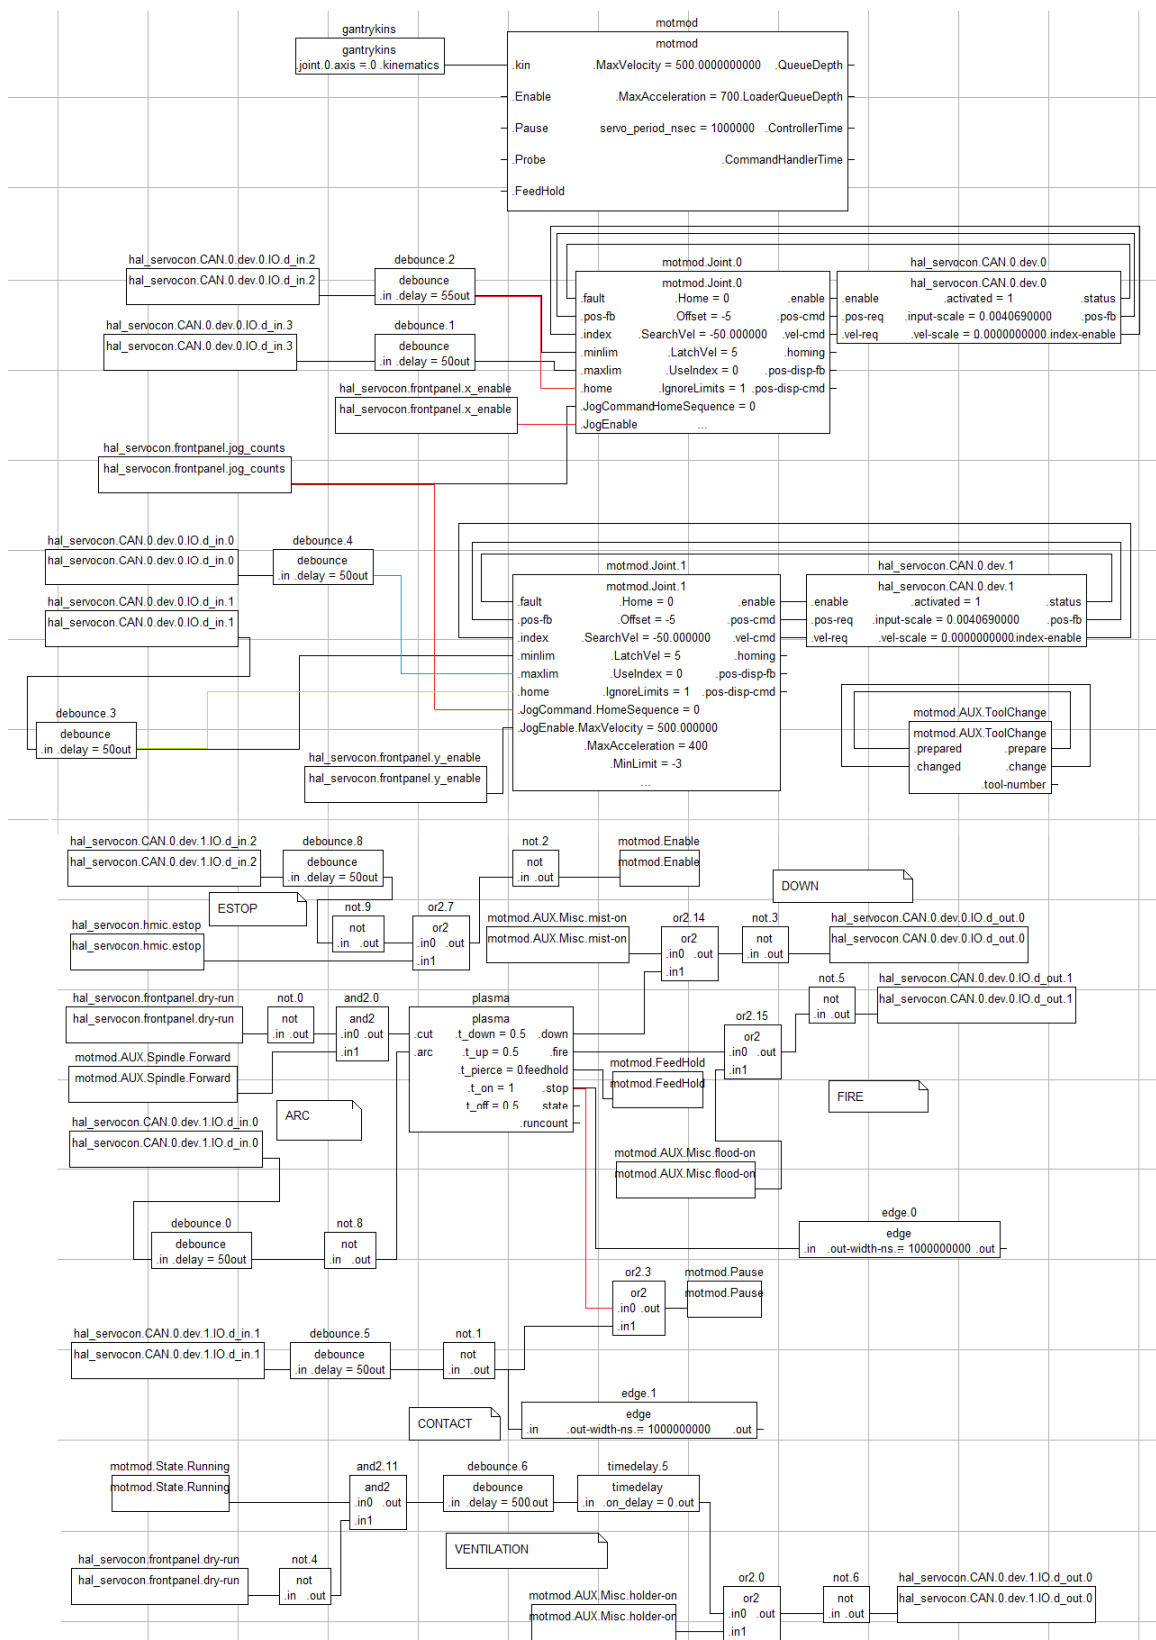 gantrykins
gantrykins
.joint.0.axis = 0 .kinematics
motmod
motmod
.kin .MaxVelocity = 500.0000000000 .QueueDepth
.Enable .MaxAcceleration = 700.LoaderQueueDepth
.Pause servo_period_nsec = 1000000 .ControllerTime
.Probe .CommandHandlerTime
.FeedHold
hal_servocon.CAN.0.dev.0.IO.d_in.2
hal_servocon.CAN.0.dev.0.IO.d_in.2
debounce.2
debounce
.in .delay = 55out
hal_servocon.CAN.0.dev.0.IO.d_in.3
hal_servocon.CAN.0.dev.0.IO.d_in.3
debounce.1
debounce
.in .delay = 50out
hal_servocon.frontpanel.x_enable
hal_servocon.frontpanel.x_enable
motmod.Joint.0
motmod.Joint.0
.fault .Home = 0 .enable
.pos-fb .Offset = -5 .pos-cmd
.index .SearchVel = -50.000000 .vel-cmd
.minlim .LatchVel = 5 .homing
.maxlim .UseIndex = 0 .pos-disp-fb
.home .IgnoreLimits = 1 .pos-disp-cmd
.JogCommandHomeSequence = 0
.JogEnable ...
hal_servocon.CAN.0.dev.0
hal_servocon.CAN.0.dev.0
.enable .activated = 1 .status
.pos-req .input-scale = 0.0040690000 .pos-fb
.vel-req .vel-scale = 0.0000000000.index-enable
hal_servocon.frontpanel.jog_counts
hal_servocon.frontpanel.jog_counts
hal_servocon.CAN.0.dev.0.IO.d_in.0
hal_servocon.CAN.0.dev.0.IO.d_in.0
debounce.4
debounce
.in .delay = 50out
hal_servocon.CAN.0.dev.0.IO.d_in.1
hal_servocon.CAN.0.dev.0.IO.d_in.1
debounce.3
debounce
.in .delay = 50out
motmod.Joint.1
motmod.Joint.1
.fault .Home = 0 .enable
.pos-fb .Offset = -5 .pos-cmd
.index .SearchVel = -50.000000 .vel-cmd
.minlim .LatchVel = 5 .homing
.maxlim .UseIndex = 0 .pos-disp-fb
.home .IgnoreLimits = 1 .pos-disp-cmd
.JogCommand.HomeSequence = 0
.JogEnable.MaxVelocity = 500.000000
.MaxAcceleration = 400
.MinLimit = -3
...
hal_servocon.CAN.0.dev.1
hal_servocon.CAN.0.dev.1
.enable .activated = 1 .status
.pos-req .input-scale = 0.0040690000 .pos-fb
.vel-req .vel-scale = 0.0000000000.index-enable
hal_servocon.frontpanel.y_enable
hal_servocon.frontpanel.y_enable
motmod.AUX.ToolChange
motmod.AUX.ToolChange
.prepared .prepare
.changed .change
.tool-number
hal_servocon.CAN.0.dev.1.IO.d_in.2
hal_servocon.CAN.0.dev.1.IO.d_in.2
debounce.8
debounce
.in .delay = 50out
not.2
not
.in .out
motmod.Enable
motmod.Enable
DOWN
ESTOP
hal_servocon.hmic.estop
hal_servocon.hmic.estop
not.9
not
.in .out
or2.7
or2
.in0 .out
.in1
motmod.AUX.Misc.mist-on
motmod.AUX.Misc.mist-on
or2.14
or2
.in0 .out
.in1
not.3
not
.in .out
hal_servocon.CAN.0.dev.0.IO.d_out.0
hal_servocon.CAN.0.dev.0.IO.d_out.0
hal_servocon.frontpanel.dry-run
hal_servocon.frontpanel.dry-run
not.0
not
.in .out
and2.0
and2
.in0 .out
.in1
motmod.AUX.Spindle.Forward
motmod.AUX.Spindle.Forward
plasma
plasma
.cut .t_down = 0.5 .down
.arc .t_up = 0.5 .fire
.t_pierce = 0.feedhold
.t_on = 1 .stop
.t_off = 0.5 .state
.runcount
or2.15
or2
.in0 .out
.in1
not.5
not
.in .out
hal_servocon.CAN.0.dev.0.IO.d_out.1
hal_servocon.CAN.0.dev.0.IO.d_out.1
motmod.FeedHold
motmod.FeedHold
FIRE
ARC
hal_servocon.CAN.0.dev.1.IO.d_in.0
hal_servocon.CAN.0.dev.1.IO.d_in.0
motmod.AUX.Misc.flood-on
motmod.AUX.Misc.flood-on
debounce.0
debounce
.in .delay = 50out
not.8
not
.in .out
edge.0
edge
.in .out-width-ns.= 1000000000 .out
or2.3
or2
.in0 .out
.in1
motmod.Pause
motmod.Pause
hal_servocon.CAN.0.dev.1.IO.d_in.1
hal_servocon.CAN.0.dev.1.IO.d_in.1
debounce.5
debounce
.in .delay = 50out
not.1
not
.in .out
CONTACT
edge.1
edge
.in .out-width-ns.= 1000000000 .out
motmod.State.Running
motmod.State.Running
and2.11
and2
.in0 .out
.in1
debounce.6
debounce
.in .delay = 500.out
timedelay.5
timedelay
.in .on_delay = 0.out
VENTILATION
hal_servocon.frontpanel.dry-run
hal_servocon.frontpanel.dry-run
not.4
not
.in .out
motmod.AUX.Misc.holder-on
motmod.AUX.Misc.holder-on
or2.0
or2
.in0 .out
.in1
not.6
not
.in .out
hal_servocon.CAN.0.dev.1.IO.d_out.0
hal_servocon.CAN.0.dev.1.IO.d_out.0